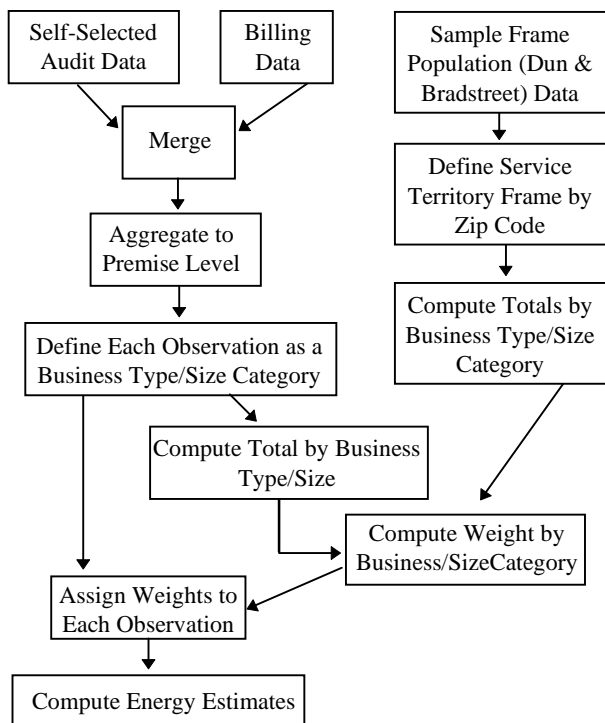 Self-Selected
Audit Data
Billing
Data
Sample Frame
Population (Dun &
Bradstreet) Data
Merge
Define Service
Territory Frame by
Zip Code
Aggregate to
Premise Level
Compute Totals by
Business Type/Size
Category
Define Each Observation as a
Business Type/Size Category
Compute Total by Business
Type/Size
Compute Weight by
Business/SizeCategory
Assign Weights to
Each Observation
Compute Energy Estimates